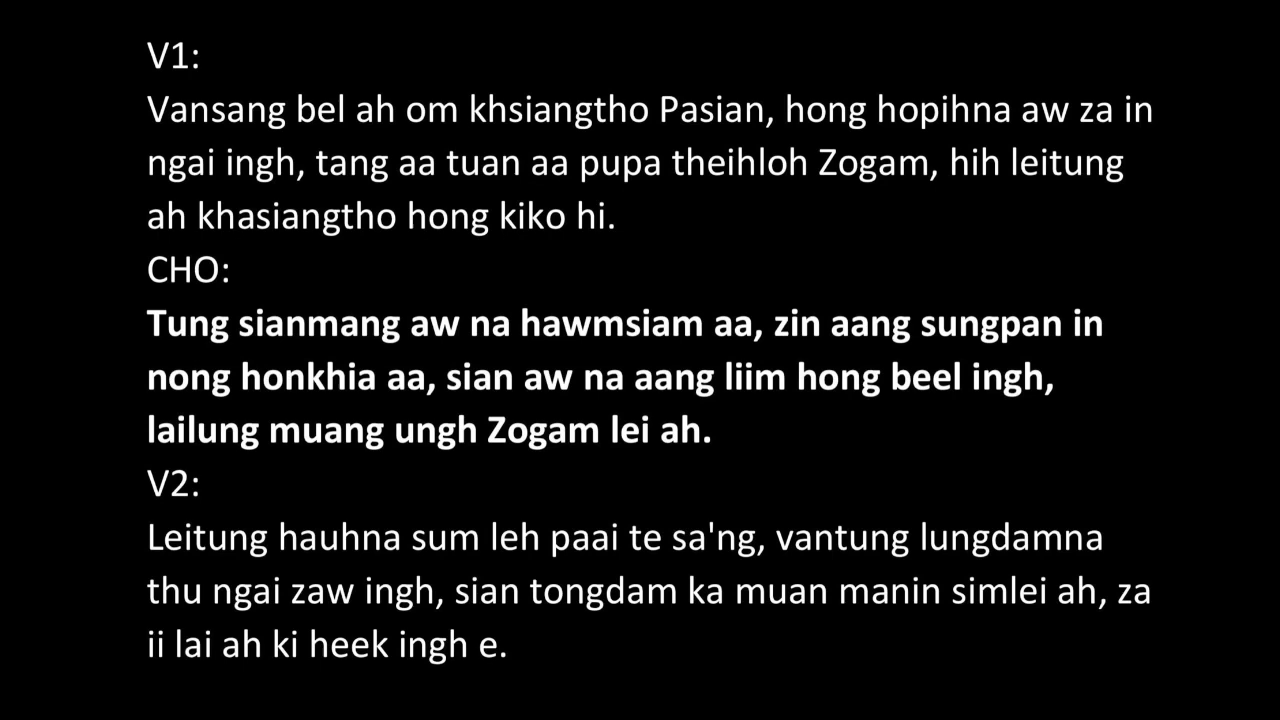 V1:
Vansang bel ah om khsiangtho Pasian, hong hopihna aw za in
ngai ingh, tang aa tuan aa pupa theihloh Zogam, hih leitung
ah khasiangtho hong kiko hi.
CHO:
Tung sianmang aw na hawmsiam aa, zin aang sungpan in
nong honkhia aa, sian aw na aang liim hong beel ingh,
lailung muang ungh Zogam lei ah.
V2:
Leitung hauhna sum leh paai te sa'ng, vantung lungdamna
thu ngai zaw ingh, sian tongdam ka muan manin simlei ah, za
ii lai ah ki heek ingh e.